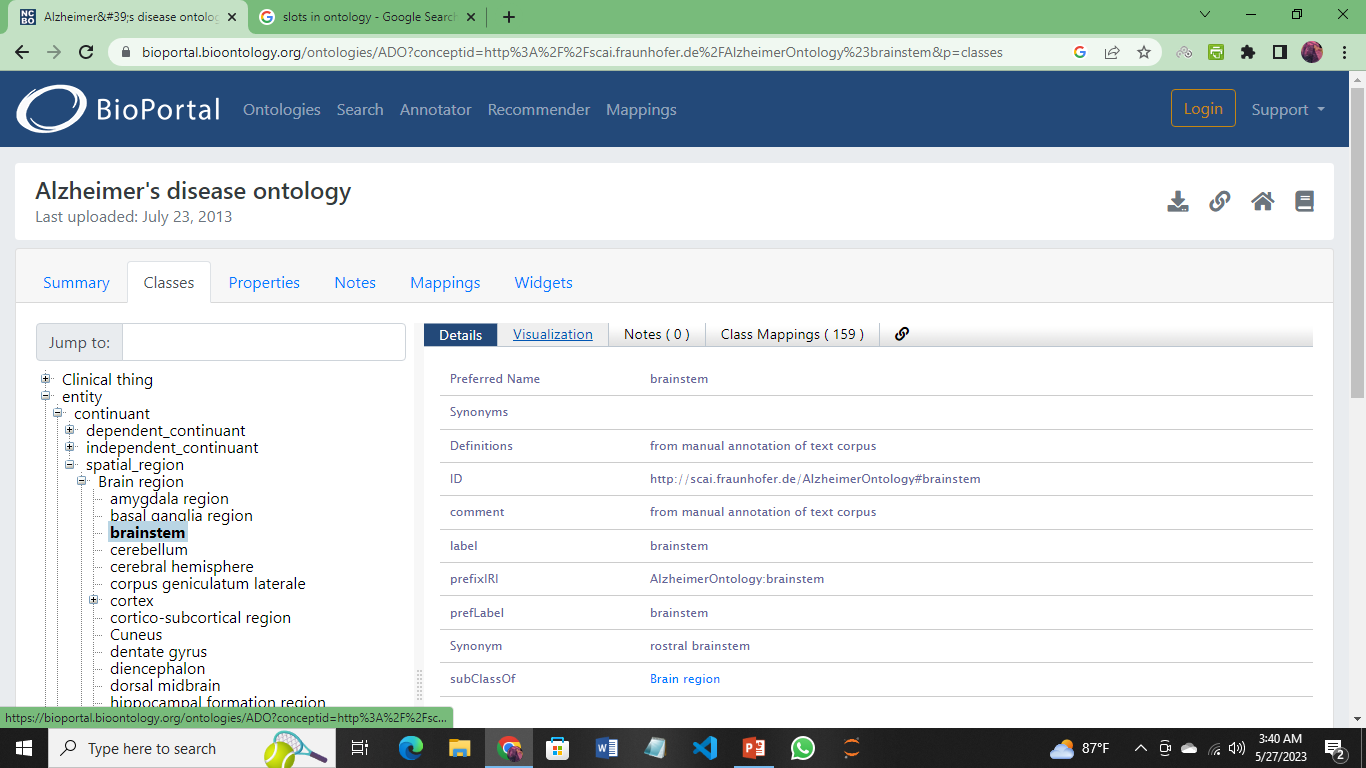 Alzheimer&#39;s disease ontolog
slots in ontology - Google Search
bioportal.bioontology.org/ontologies/ADO?conceptid=http%3A%2F%2Fscai.fraunhofer.de%2FAlzheimerOntology%23brainstem&p=classes
BioPortal Ontologies Search Annotator Recommender Mappings Login Support
Alzheimer's disease ontology
Last uploaded: July 23, 2013
Summary Classes Properties Notes Mappings Widgets
Jump to:
Clinical thing
entity
continuant
dependent_continuant
independent_continuant
spatial_region
Brain region
amygdala region
basal ganglia region
brainstem
cerebellum
cerebral hemisphere
corpus geniculatum laterale
cortex
cortico-subcortical region
Cuneus
dentate gyrus
diencephalon
dorsal midbrain
hippocampal formation region
Details Visualization Notes ( 0 ) Class Mappings ( 159 )
Preferred Name brainstem
Synonyms
Definitions from manual annotation of text corpus
ID http://scai.fraunhofer.de/AlzheimerOntology#brainstem
comment from manual annotation of text corpus
label brainstem
prefixIRI AlzheimerOntology:brainstem
prefLabel brainstem
Synonym rostral brainstem
subClassOf Brain region
https://bioportal.bioontology.org/ontologies/ADO?conceptid=http%3A%2F%2Fsc...
Type here to search
87°F
3:40 AM
5/27/2023
2